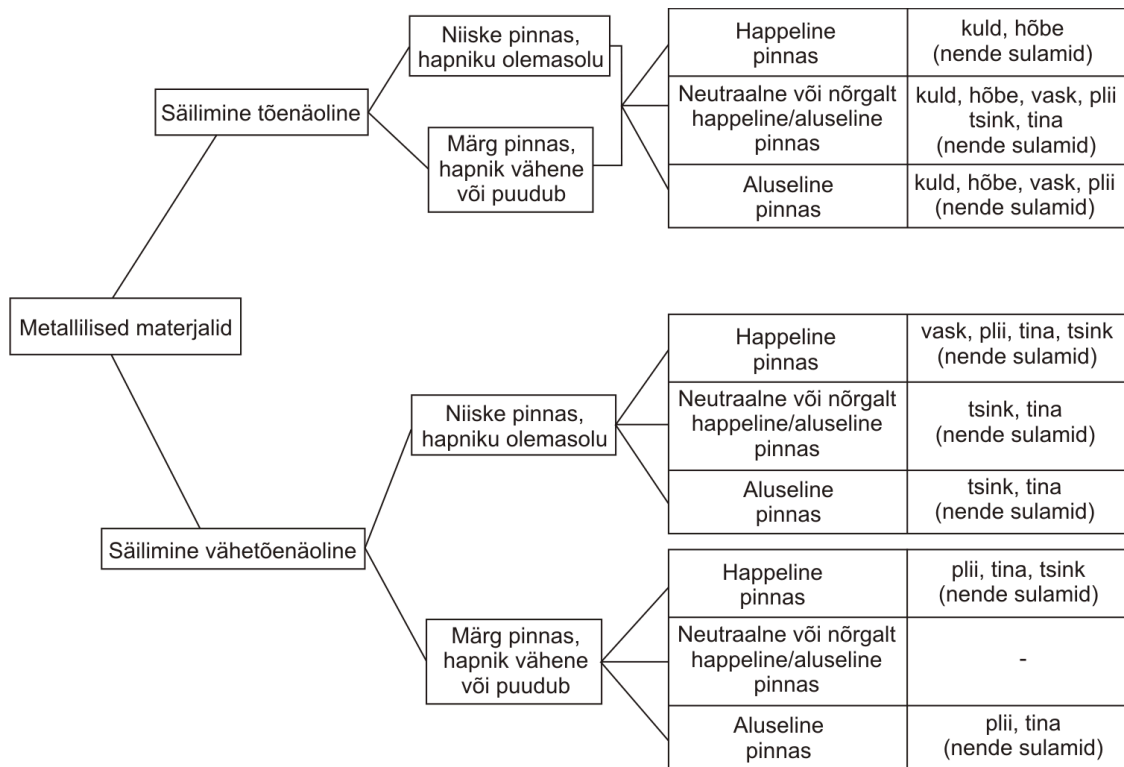 Metallilised materjalid
Säilimine tõenäoline
Niiske pinnas,
hapniku olemasolu
Märg pinnas,
hapnik vähene
või puudub
Happeline
pinnas
kuld, hõbe
(nende sulamid)
Neutraalne või nõrgalt
happeline/aluseline
pinnas
kuld, hõbe, vask, plii
tsink, tina
(nende sulamid)
Aluseline
pinnas
kuld, hõbe, vask, plii
(nende sulamid)
Säilimine vähetõenäoline
Niiske pinnas,
hapniku olemasolu
Happeline
pinnas
vask, plii, tina, tsink
(nende sulamid)
Neutraalne või nõrgalt
happeline/aluseline
pinnas
tsink, tina
(nende sulamid)
Aluseline
pinnas
tsink, tina
(nende sulamid)
Märg pinnas,
hapnik vähene
või puudub
Happeline
pinnas
plii, tina, tsink
(nende sulamid)
Neutraalne või nõrgalt
happeline/aluseline
pinnas
-
Aluseline
pinnas
plii, tina
(nende sulamid)